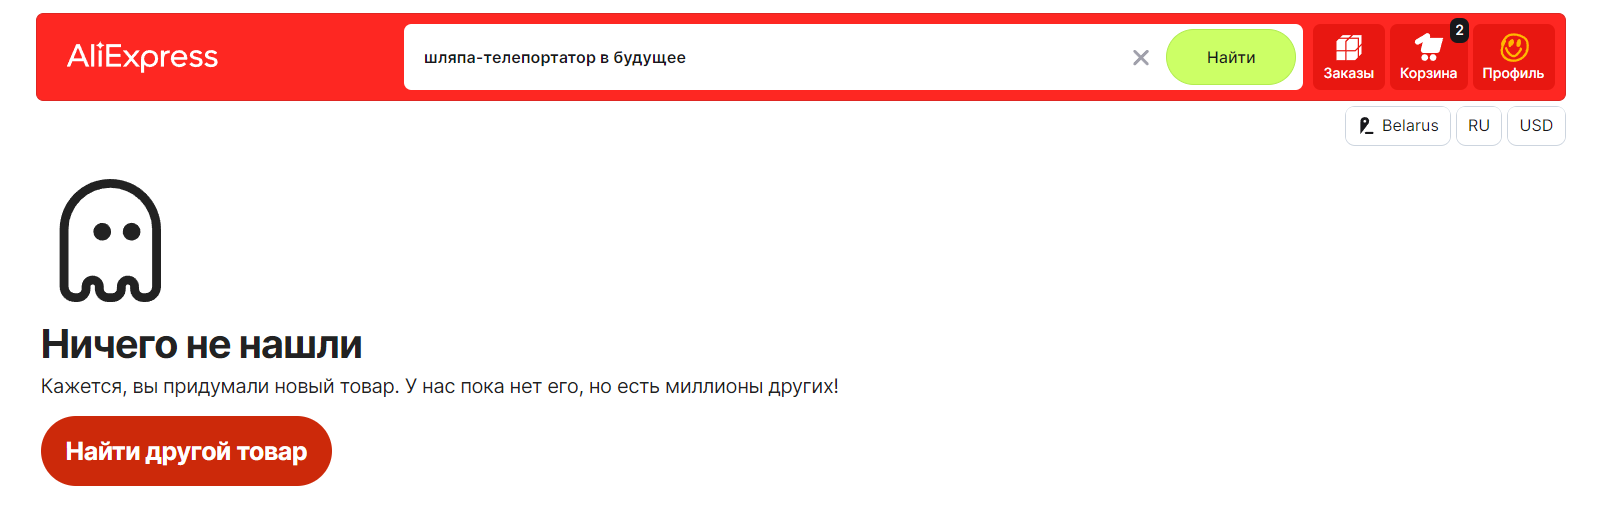 AliExpress
шляпа-телепортатор в будущее
Найти
Заказы
2
Корзина
Профиль
Belarus
RU
USD
Ничего не нашли
Кажется, вы придумали новый товар. У нас пока нет его, но есть миллионы других!
Найти другой товар